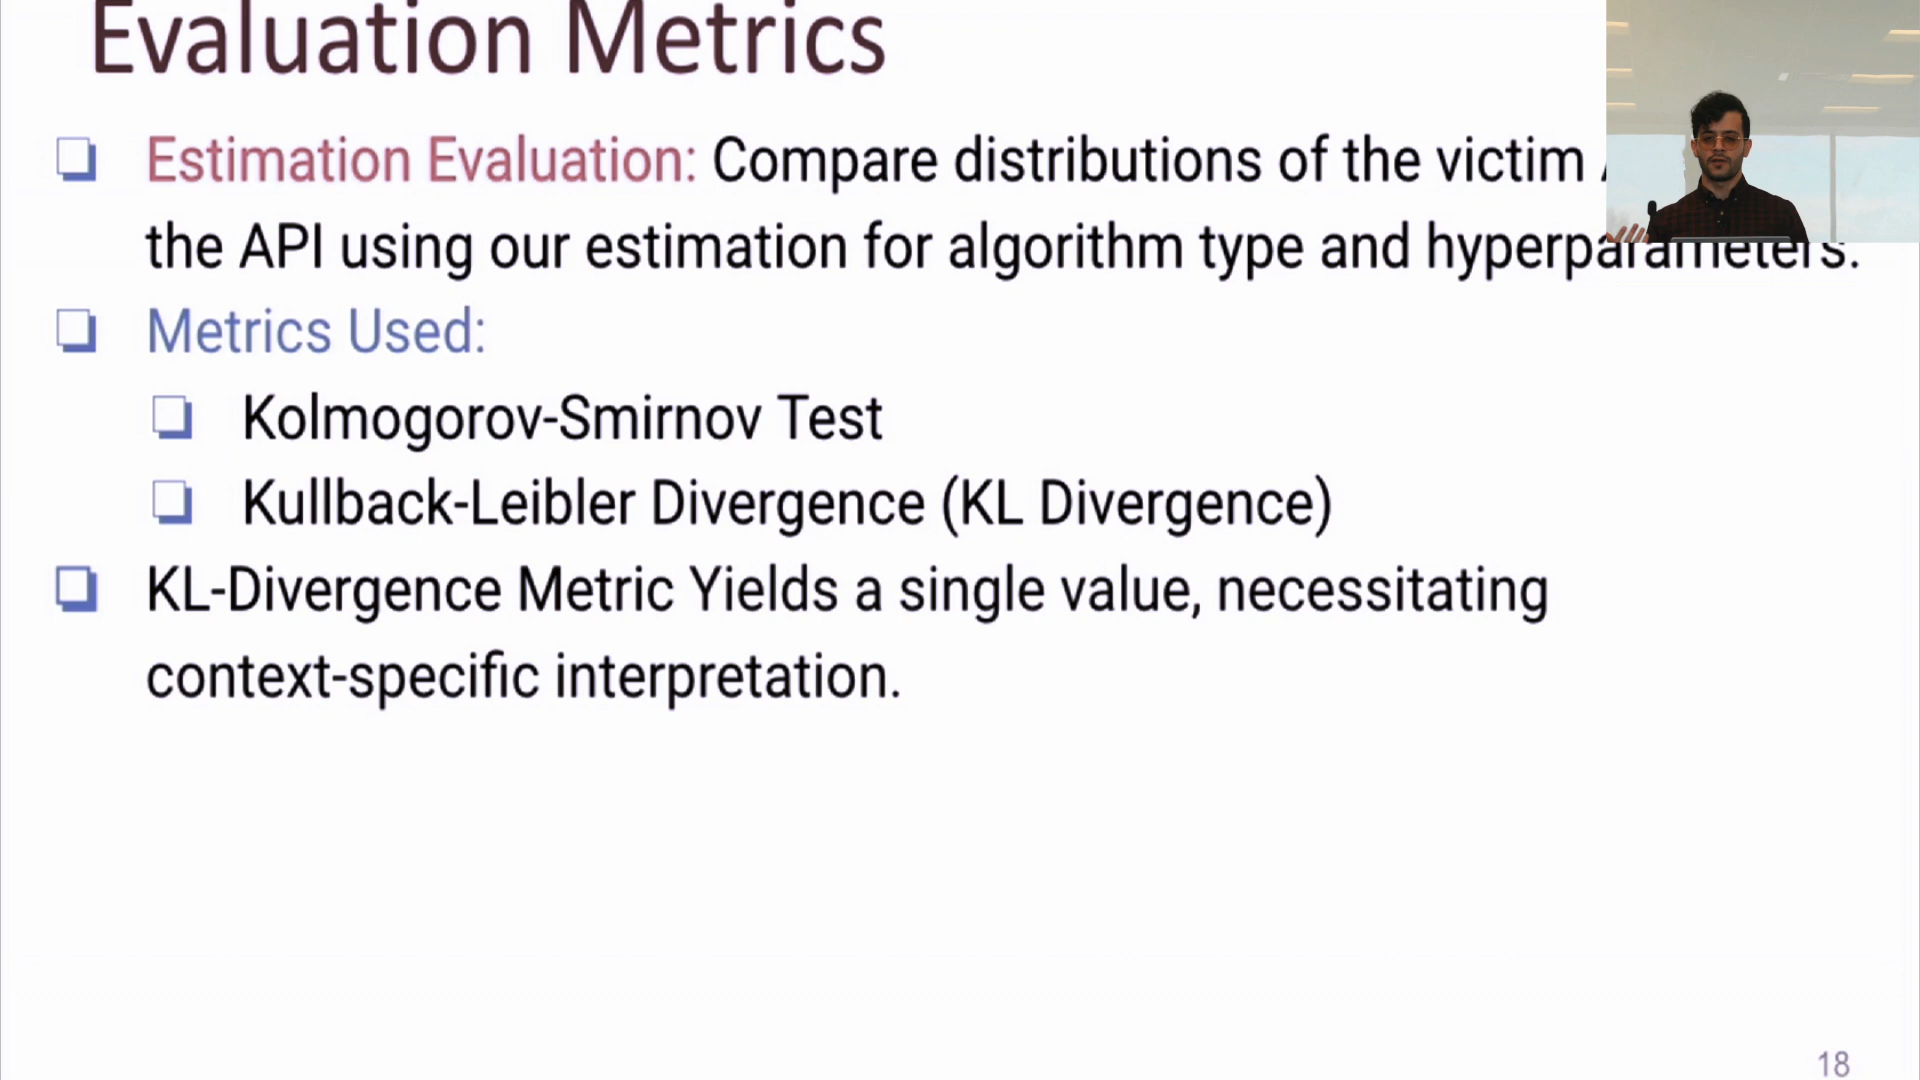 Evaluation Metrics
Estimation Evaluation: Compare distributions of the victim
the API using our estimation for algorithm type and hyperparameters.
Metrics Used:
Kolmogorov-Smirnov Test
Kullback-Leibler Divergence (KL Divergence)
KL-Divergence Metric Yields a single value, necessitating
context-specific interpretation.
18